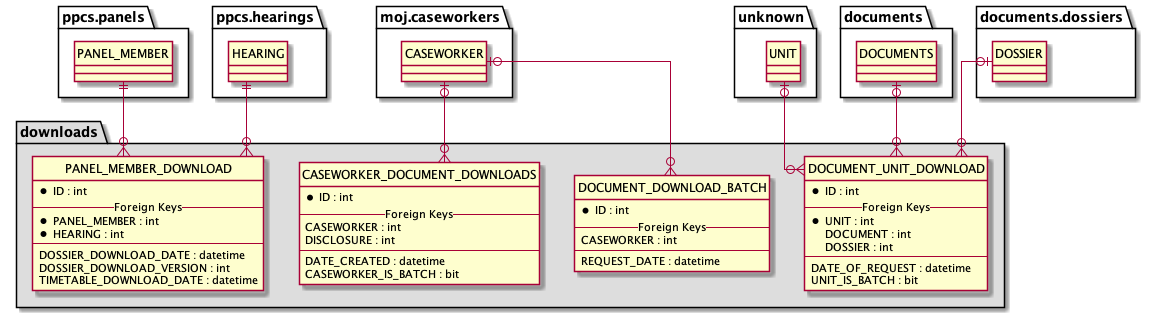 ppcs.panels
ppcs.hearings
moj.caseworkers
unknown
documents
documents.dossiers
PANEL_MEMBER
HEARING
CASEWORKER
UNIT
DOCUMENTS
DOSSIER
downloads
PANEL_MEMBER_DOWNLOAD
ID : int
Foreign Keys
PANEL_MEMBER : int
HEARING : int
DOSSIER_DOWNLOAD_DATE : datetime
DOSSIER_DOWNLOAD_VERSION : int
TIMETABLE_DOWNLOAD_DATE : datetime
CASEWORKER_DOCUMENT_DOWNLOADS
ID : int
Foreign Keys
CASEWORKER : int
DISCLOSURE : int
DATE_CREATED : datetime
CASEWORKER_IS_BATCH : bit
DOCUMENT_DOWNLOAD_BATCH
ID : int
Foreign Keys
CASEWORKER : int
REQUEST_DATE : datetime
DOCUMENT_UNIT_DOWNLOAD
ID : int
Foreign Keys
UNIT : int
DOCUMENT : int
DOSSIER : int
DATE_OF_REQUEST : datetime
UNIT_IS_BATCH : bit